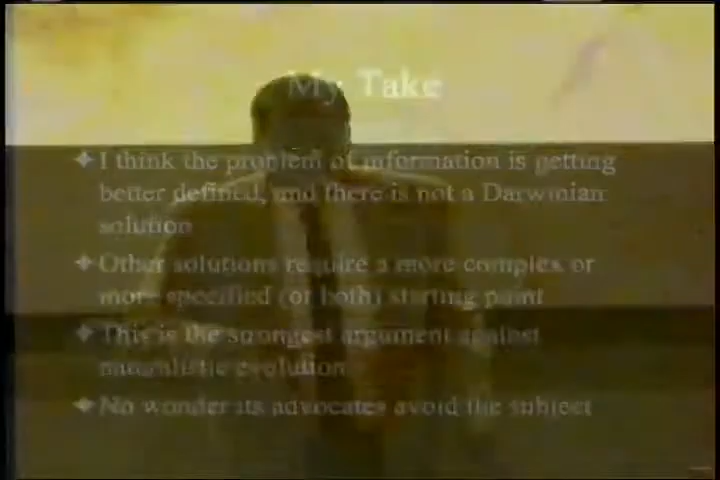 My Take
I think the problem of information is getting
better defined, and there is not a Darwinian
solution
Other solutions require a more complex or
more specified (or both) starting point
This is the strongest argument against
naturalistic evolution
No wonder its advocates avoid the subject